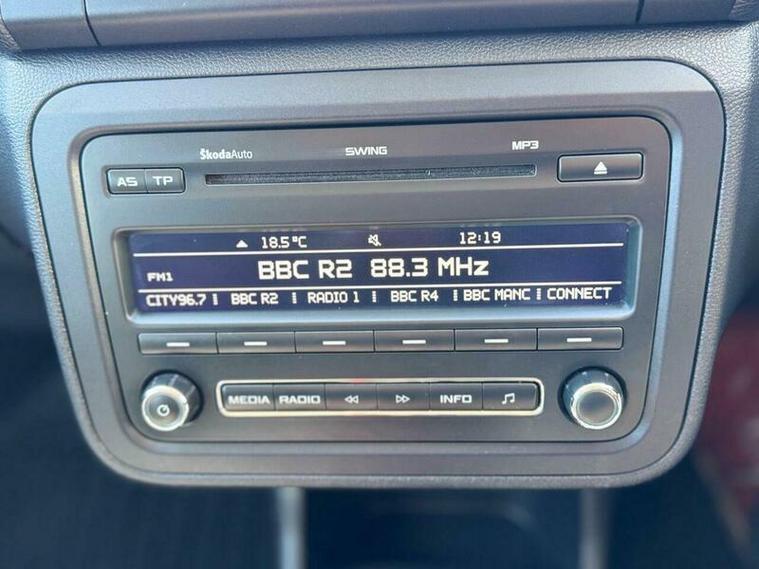 ŠkodaAuto SWING MP3
AS TP
18.5°C 12:19
FM1 BBC R2 88.3 MHz
CITY96.7 BBC R2 RADIO 1 BBC R4 BBC MANC CONNECT
MEDIA RADIO INFO